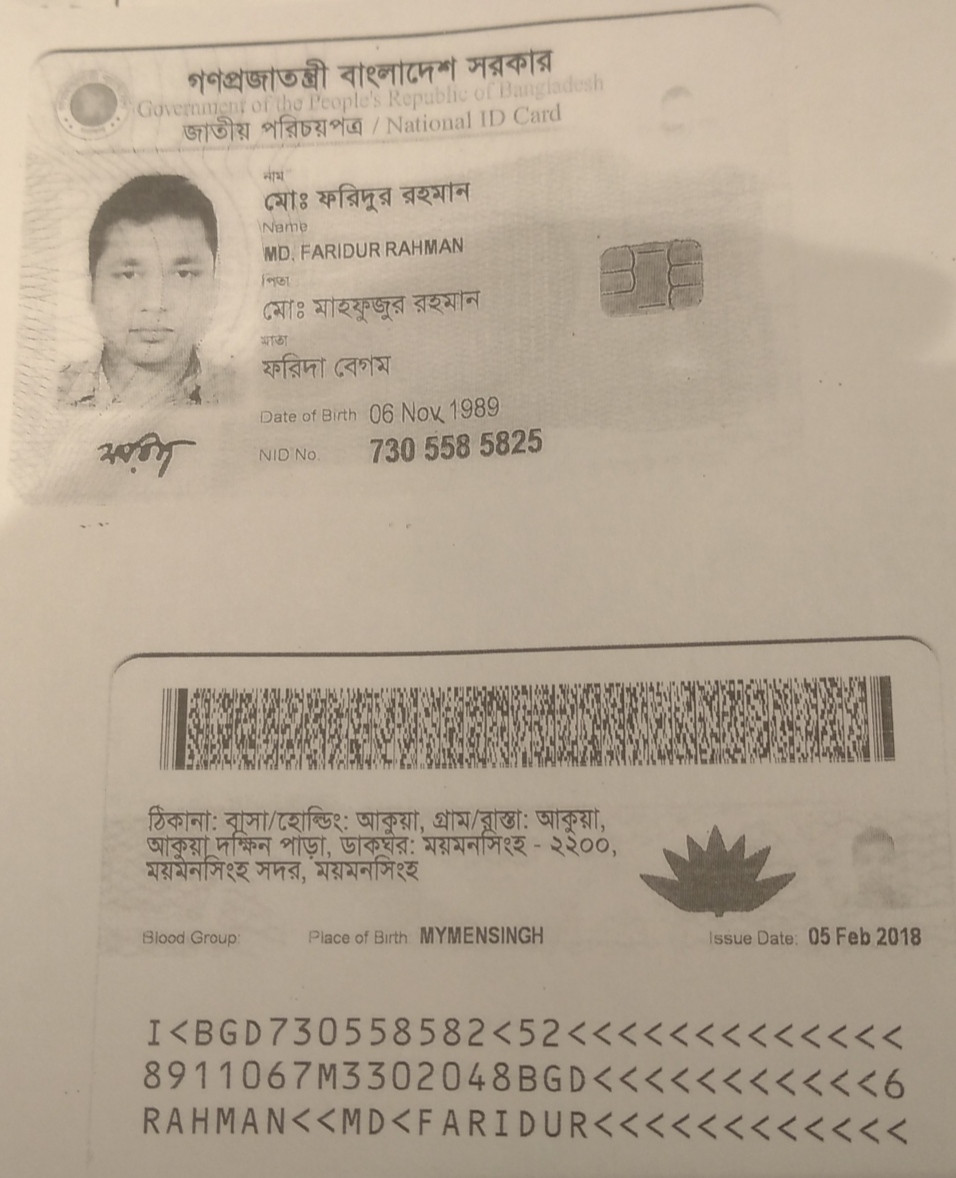 গণপ্রজাতন্ত্রী বাংলাদেশ সরকার
Government of the People's Republic of Bangladesh
জাতীয় পরিচয়পত্র / National ID Card
নাম
মোঃ ফরিদুর রহমান
Name
MD. FARIDUR RAHMAN
পিতা
মোঃ মাহফুজুর রহমান
মাতা
ফরিদা বেগম
Date of Birth 06 Nov 1989
NID No. 730 558 5825
ঠিকানা: বাসা/হোল্ডিং: আকুয়া, গ্রাম/রাস্তা: আকুয়া,
আকুয়া দক্ষিন পাড়া, ডাকঘর: ময়মনসিংহ - ২২০০,
ময়মনসিংহ সদর, ময়মনসিংহ
Blood Group: Place of Birth MYMENSINGH Issue Date: 05 Feb 2018
I<BGD730558582<52<<<<<<<<<<<<<
8911067M3302048BGD<<<<<<<<<<<6
RAHMAN<<MD<FARIDUR<<<<<<<<<<<<